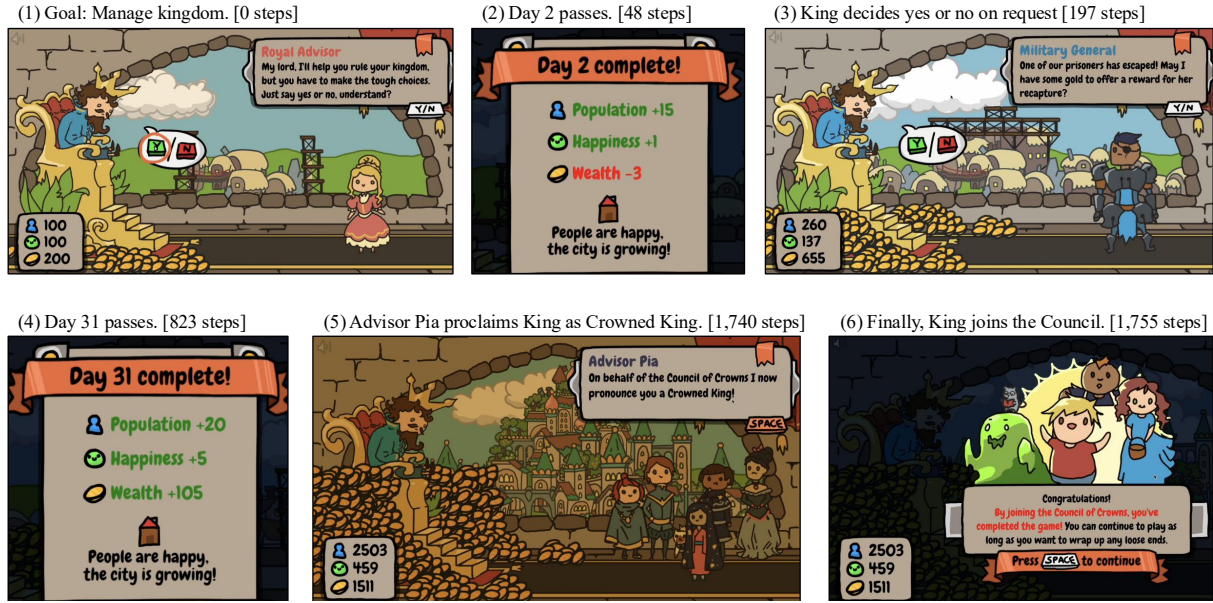 (1) Goal: Manage kingdom. [0 steps]
Royal Advisor
My lord, I'll help you rule your kingdom,
but you have to make the tough choices.
Just say yes or no, understand?
Y/N
Y / N
100
100
200
(2) Day 2 passes. [48 steps]
Day 2 complete!
Population +15
Happiness +1
Wealth -3
People are happy,
the city is growing!
(3) King decides yes or no on request [197 steps]
Military General
One of our prisoners has escaped! May I
have some gold to offer a reward for her
recapture?
Y/N
Y / N
260
137
655
(4) Day 31 passes. [823 steps]
Day 31 complete!
Population +20
Happiness +5
Wealth +105
People are happy,
the city is growing!
(5) Advisor Pia proclaims King as Crowned King. [1,740 steps]
Advisor Pia
On behalf of the Council of Crowns I now
pronounce you a Crowned King!
SPACE
2503
459
1511
(6) Finally, King joins the Council. [1,755 steps]
Congratulations!
By joining the Council of Crowns, you've
completed the game! You can continue to play as
long as you want to wrap up any loose ends.
Press SPACE to continue
2503
459
1511